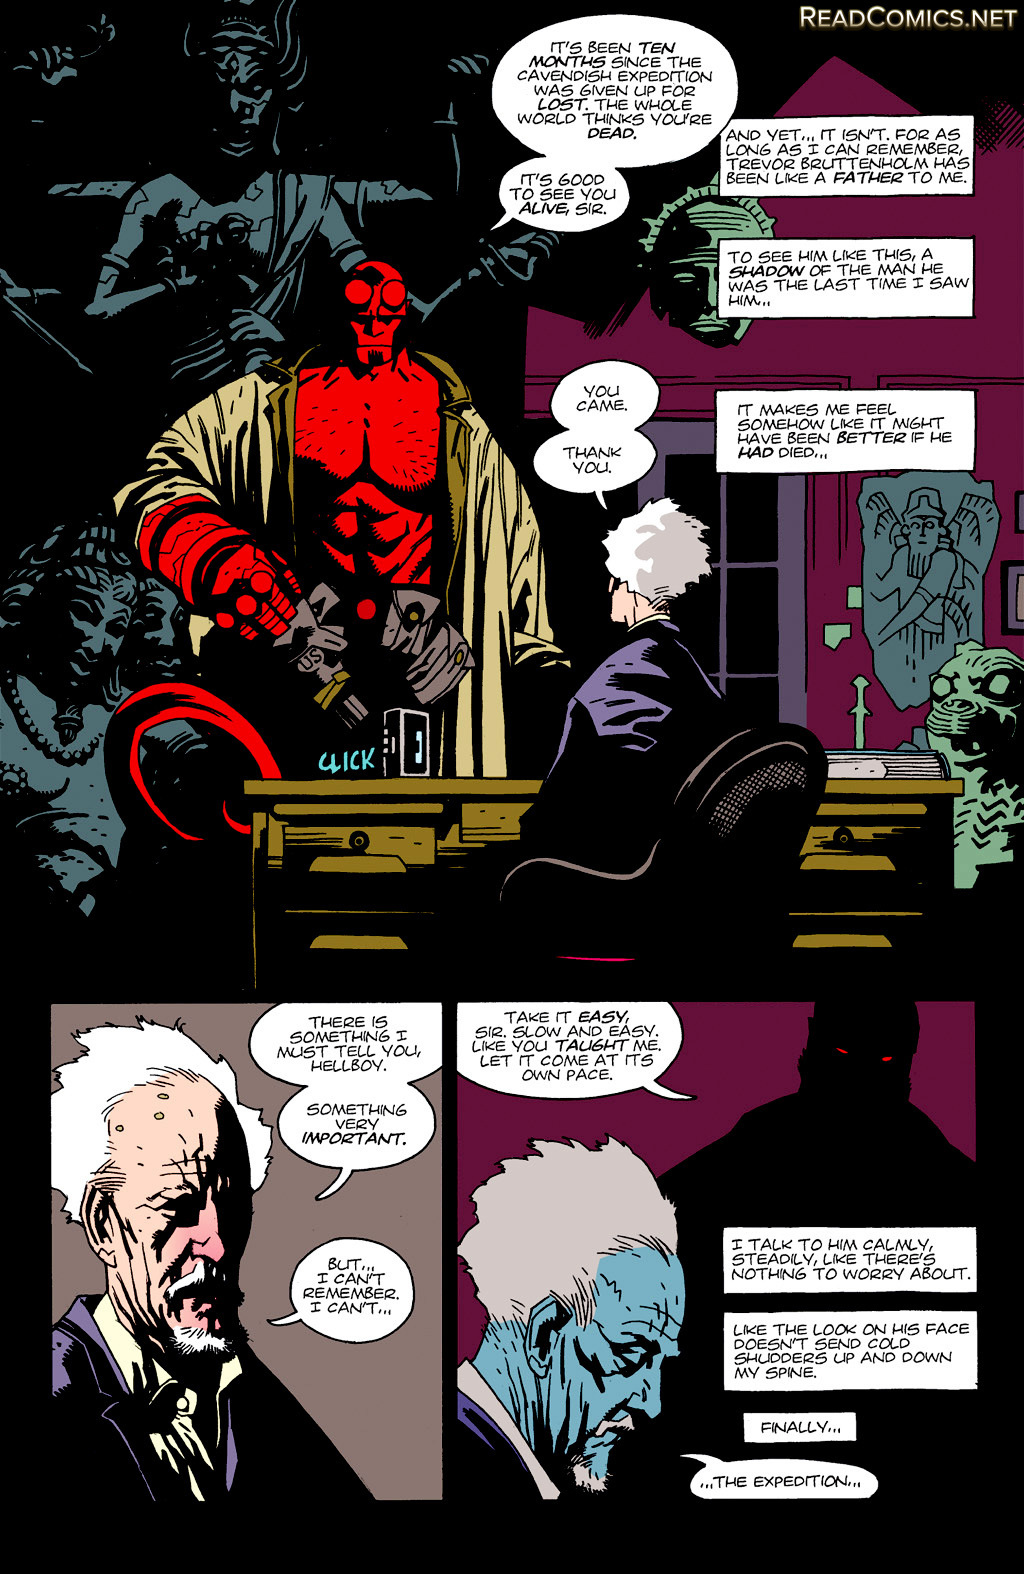 READCOMICS.NET
IT'S BEEN TEN
MONTHS SINCE THE
CAVENDISH EXPEDITION
WAS GIVEN UP FOR
LOST. THE WHOLE
WORLD THINKS YOU'RE
DEAD.
IT'S GOOD
TO SEE YOU
ALIVE, SIR.
AND YET... IT ISN'T. FOR AS
LONG AS I CAN REMEMBER,
TREVOR BRUTTENHOLM HAS
BEEN LIKE A FATHER TO ME.
TO SEE HIM LIKE THIS, A
SHADOW OF THE MAN HE
WAS THE LAST TIME I SAW
HIM...
YOU
CAME.
THANK
YOU.
IT MAKES ME FEEL
SOMEHOW LIKE IT MIGHT
HAVE BEEN BETTER IF HE
HAD DIED...
US
CLICK
THERE IS
SOMETHING I
MUST TELL YOU,
HELLBOY.
SOMETHING
VERY
IMPORTANT.
BUT...
I CAN'T
REMEMBER.
I CAN'T...
TAKE IT EASY,
SIR. SLOW AND EASY.
LIKE YOU TAUGHT ME.
LET IT COME AT ITS
OWN PACE.
I TALK TO HIM CALMLY,
STEADILY, LIKE THERE'S
NOTHING TO WORRY ABOUT.
LIKE THE LOOK ON HIS FACE
DOESN'T SEND COLD
SHUDDERS UP AND DOWN
MY SPINE.
FINALLY...
...THE EXPEDITION...